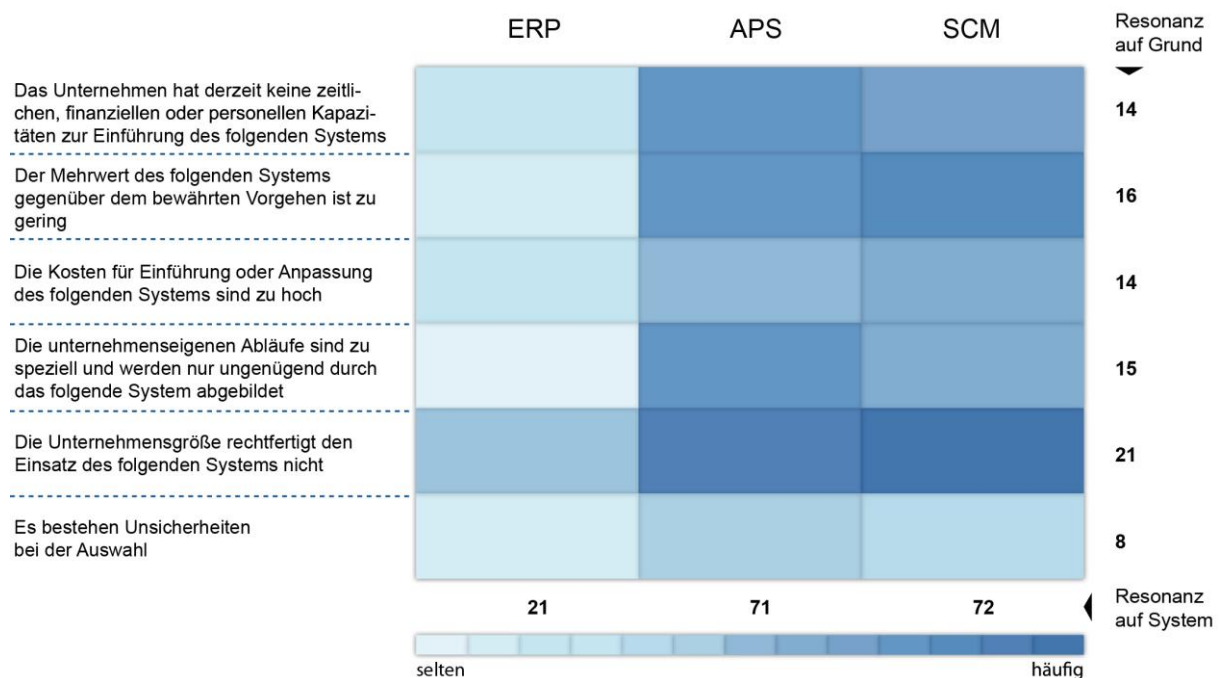 ERP APS SCM Resonanz
auf Grund
Das Unternehmen hat derzeit keine zeitli-
chen, finanziellen oder personellen Kapazi-
täten zur Einführung des folgenden Systems
14
Der Mehrwert des folgenden Systems
gegenüber dem bewährten Vorgehen ist zu
gering
16
Die Kosten für Einführung oder Anpassung
des folgenden Systems sind zu hoch
14
Die unternehmenseigenen Abläufe sind zu
speziell und werden nur ungenügend durch
das folgende System abgebildet
15
Die Unternehmensgröße rechtfertigt den
Einsatz des folgenden Systems nicht
21
Es bestehen Unsicherheiten
bei der Auswahl
8
21 71 72 Resonanz
auf System
selten häufig